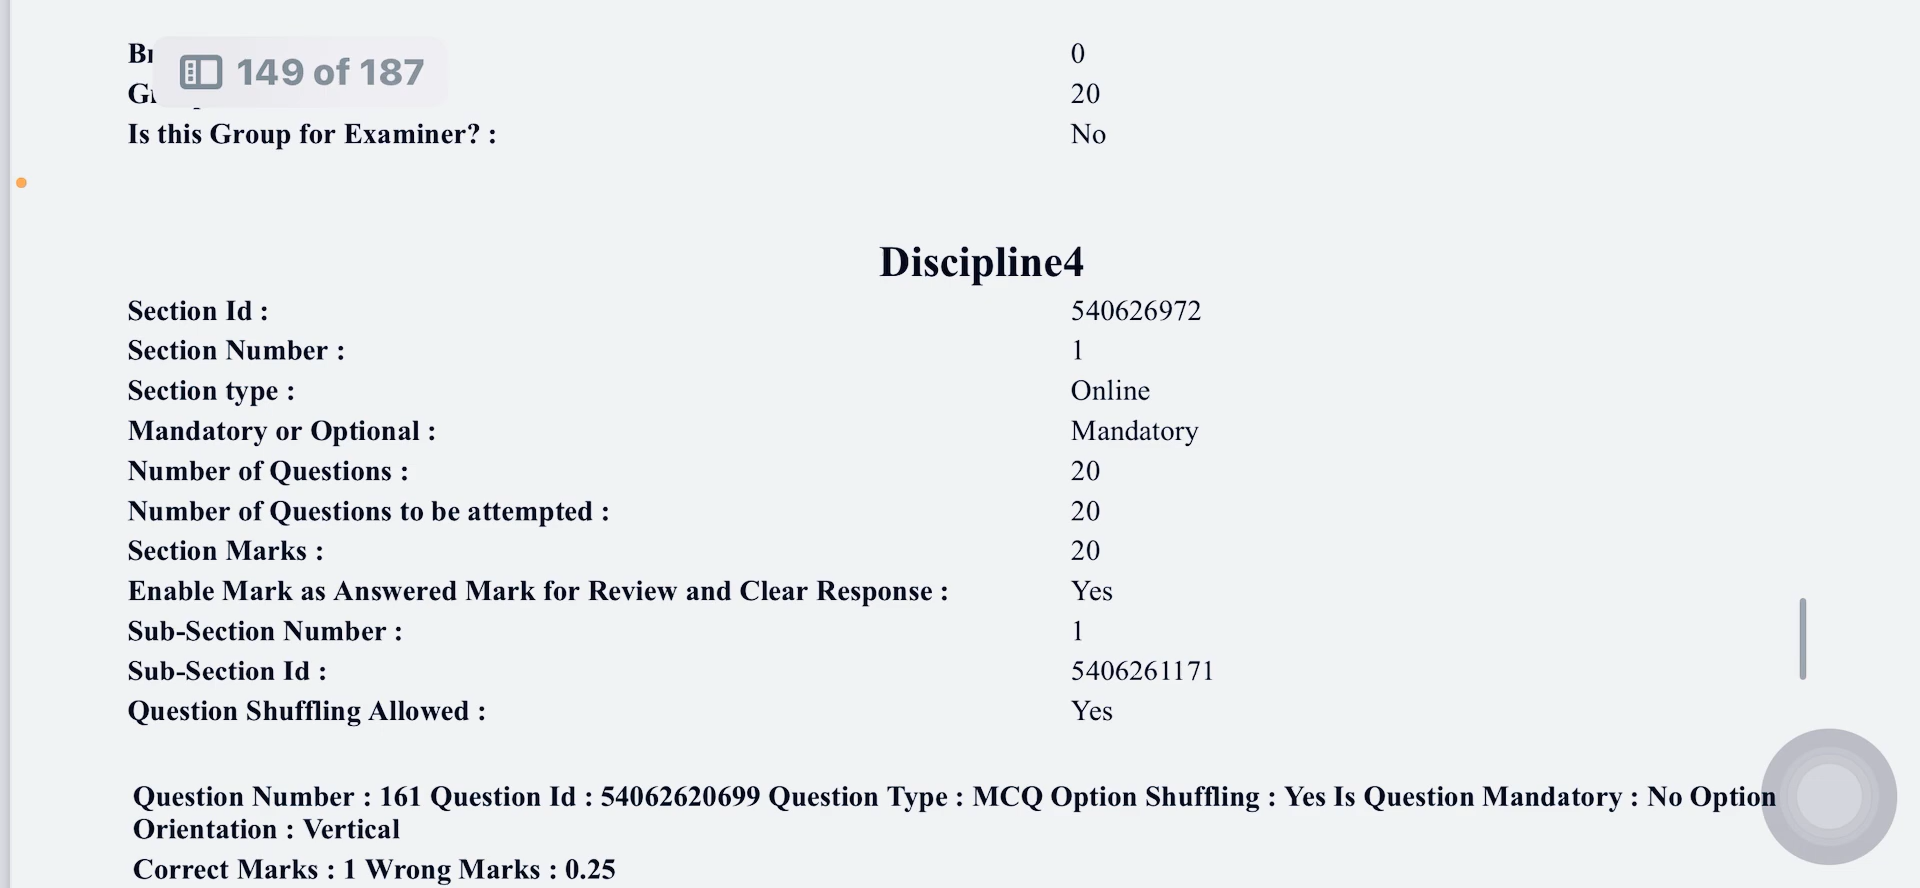 149 of 187
0
20
Is this Group for Examiner? : No
Discipline4
Section Id : 540626972
Section Number : 1
Section type : Online
Mandatory or Optional : Mandatory
Number of Questions : 20
Number of Questions to be attempted : 20
Section Marks : 20
Enable Mark as Answered Mark for Review and Clear Response : Yes
Sub-Section Number : 1
Sub-Section Id : 5406261171
Question Shuffling Allowed : Yes
Question Number : 161 Question Id : 54062620699 Question Type : MCQ Option Shuffling : Yes Is Question Mandatory : No Option
Orientation : Vertical
Correct Marks : 1 Wrong Marks : 0.25